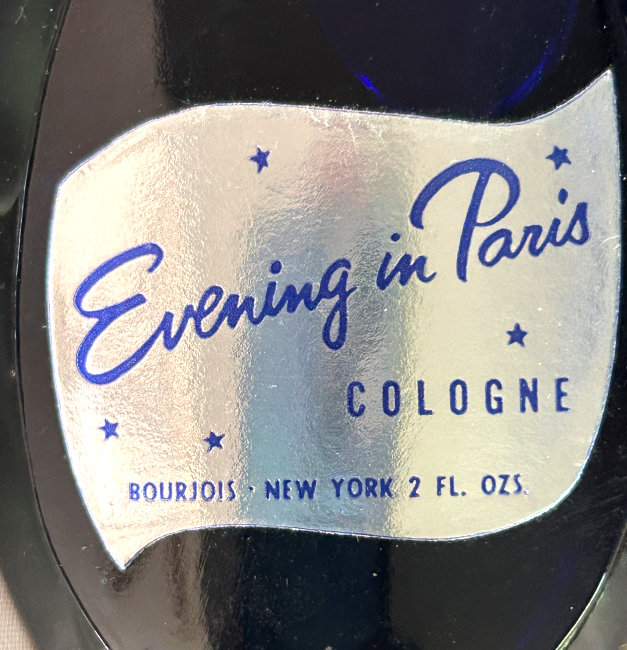 Evening in Paris
COLOGNE
BOURJOIS · NEW YORK 2 FL. OZS.